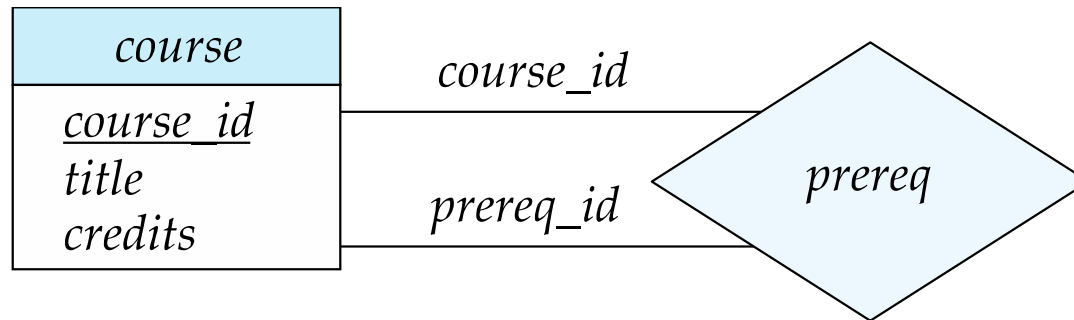 course
course_id
title
credits
course_id
prereq_id
prereq